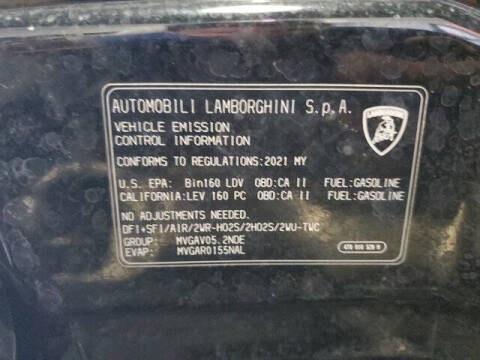 AUTOMOBILI LAMBORGHINI S.p.A.
LAMBORGHINI
VEHICLE EMISSION
CONTROL INFORMATION
CONFORMS TO REGULATIONS:2021 MY
U.S. EPA: Bin160 LDV OBD:CA II FUEL:GASOLINE
CALIFORNIA:LEV 160 PC OBD:CA II FUEL:GASOLINE
NO ADJUSTMENTS NEEDED.
DFI+SFI/AIR/2WR-HO2S/2HO2S/2WU-TWC
GROUP: MVGAV05.2NDE
EVAP: MVGAR0155NAL